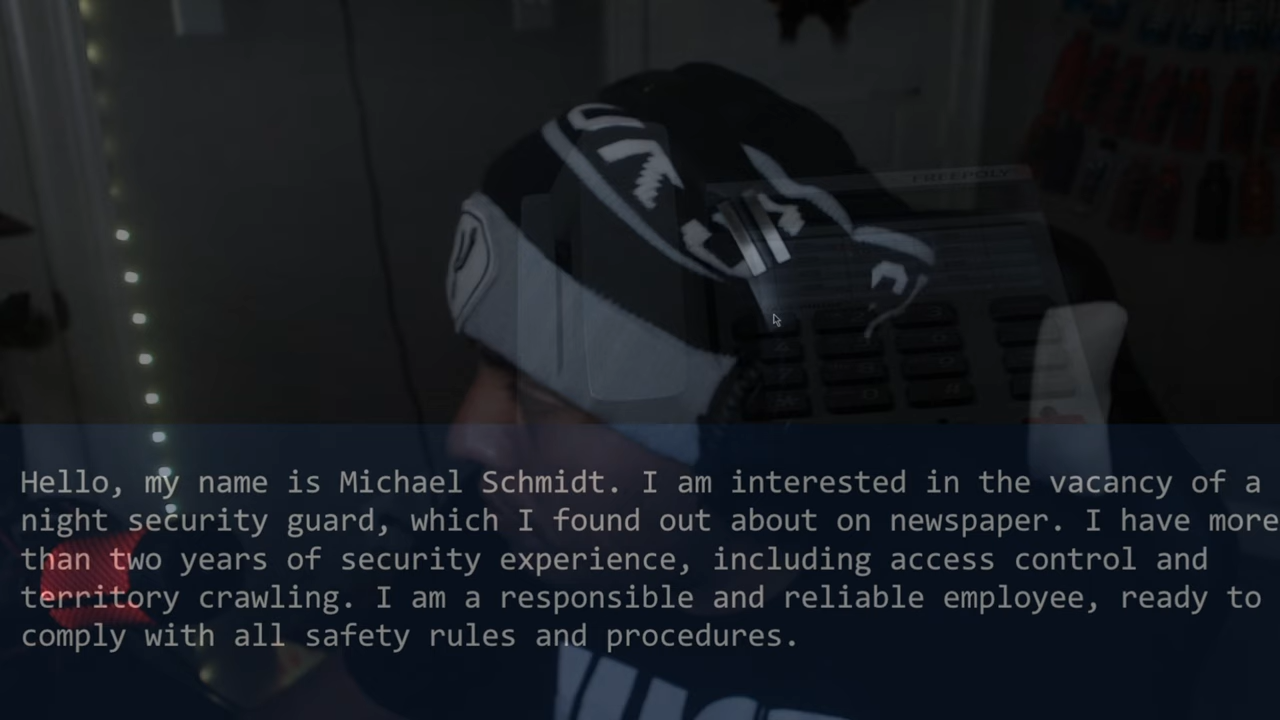 FREEPOLY
Hello, my name is Michael Schmidt. I am interested in the vacancy of a
night security guard, which I found out about on newspaper. I have more
than two years of security experience, including access control and
territory crawling. I am a responsible and reliable employee, ready to
comply with all safety rules and procedures.